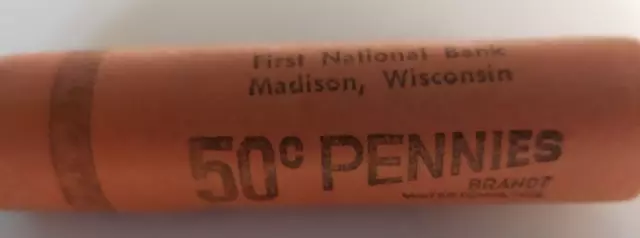 First National Bank
Madison, Wisconsin
50¢ PENNIES
BRANDT